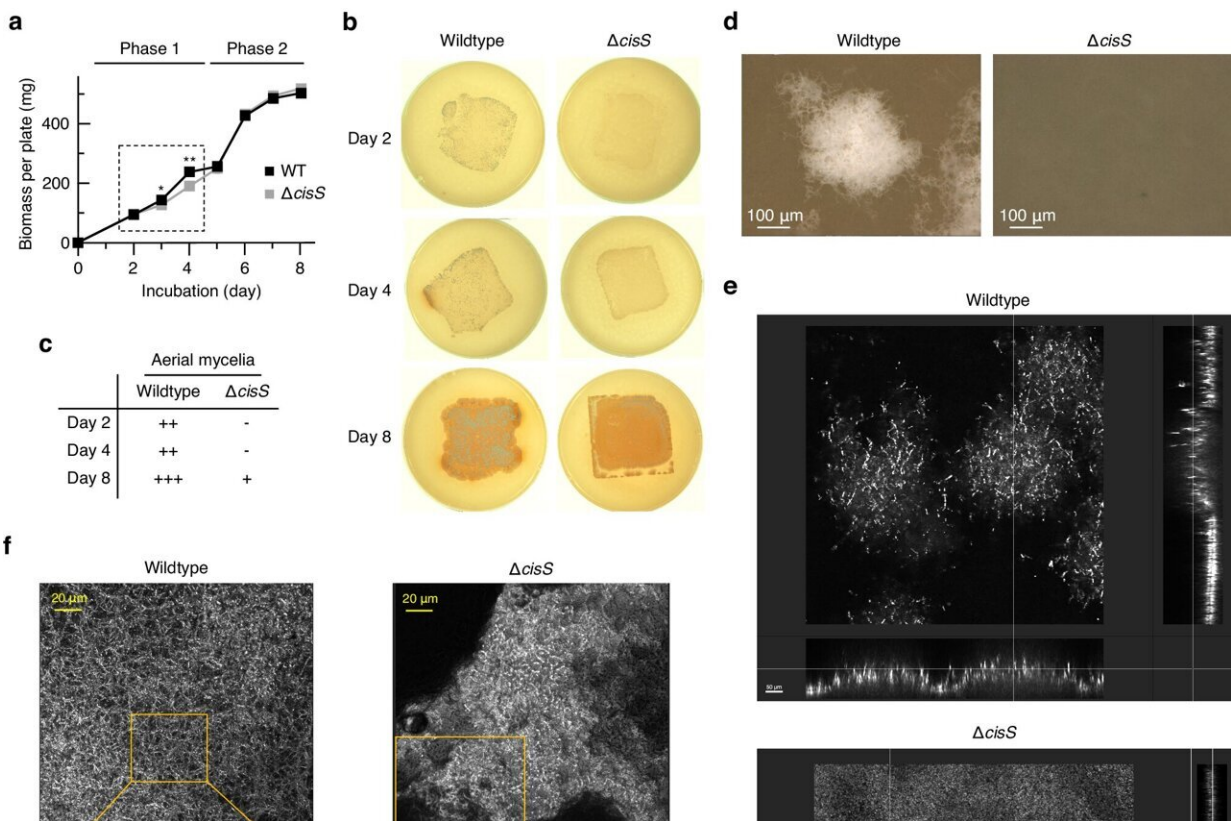 a
Phase 1 Phase 2
Biomass per plate (mg)
400
200
0
* **
WT
ΔcisS
0 2 4 6 8
Incubation (day)
b
Wildtype ΔcisS
Day 2
Day 4
Day 8
c
Aerial mycelia
Wildtype ΔcisS
Day 2 ++ -
Day 4 ++ -
Day 8 +++ +
d
Wildtype ΔcisS
100 µm 100 µm
e
Wildtype
50 µm
ΔcisS
f
Wildtype ΔcisS
20 µm 20 µm